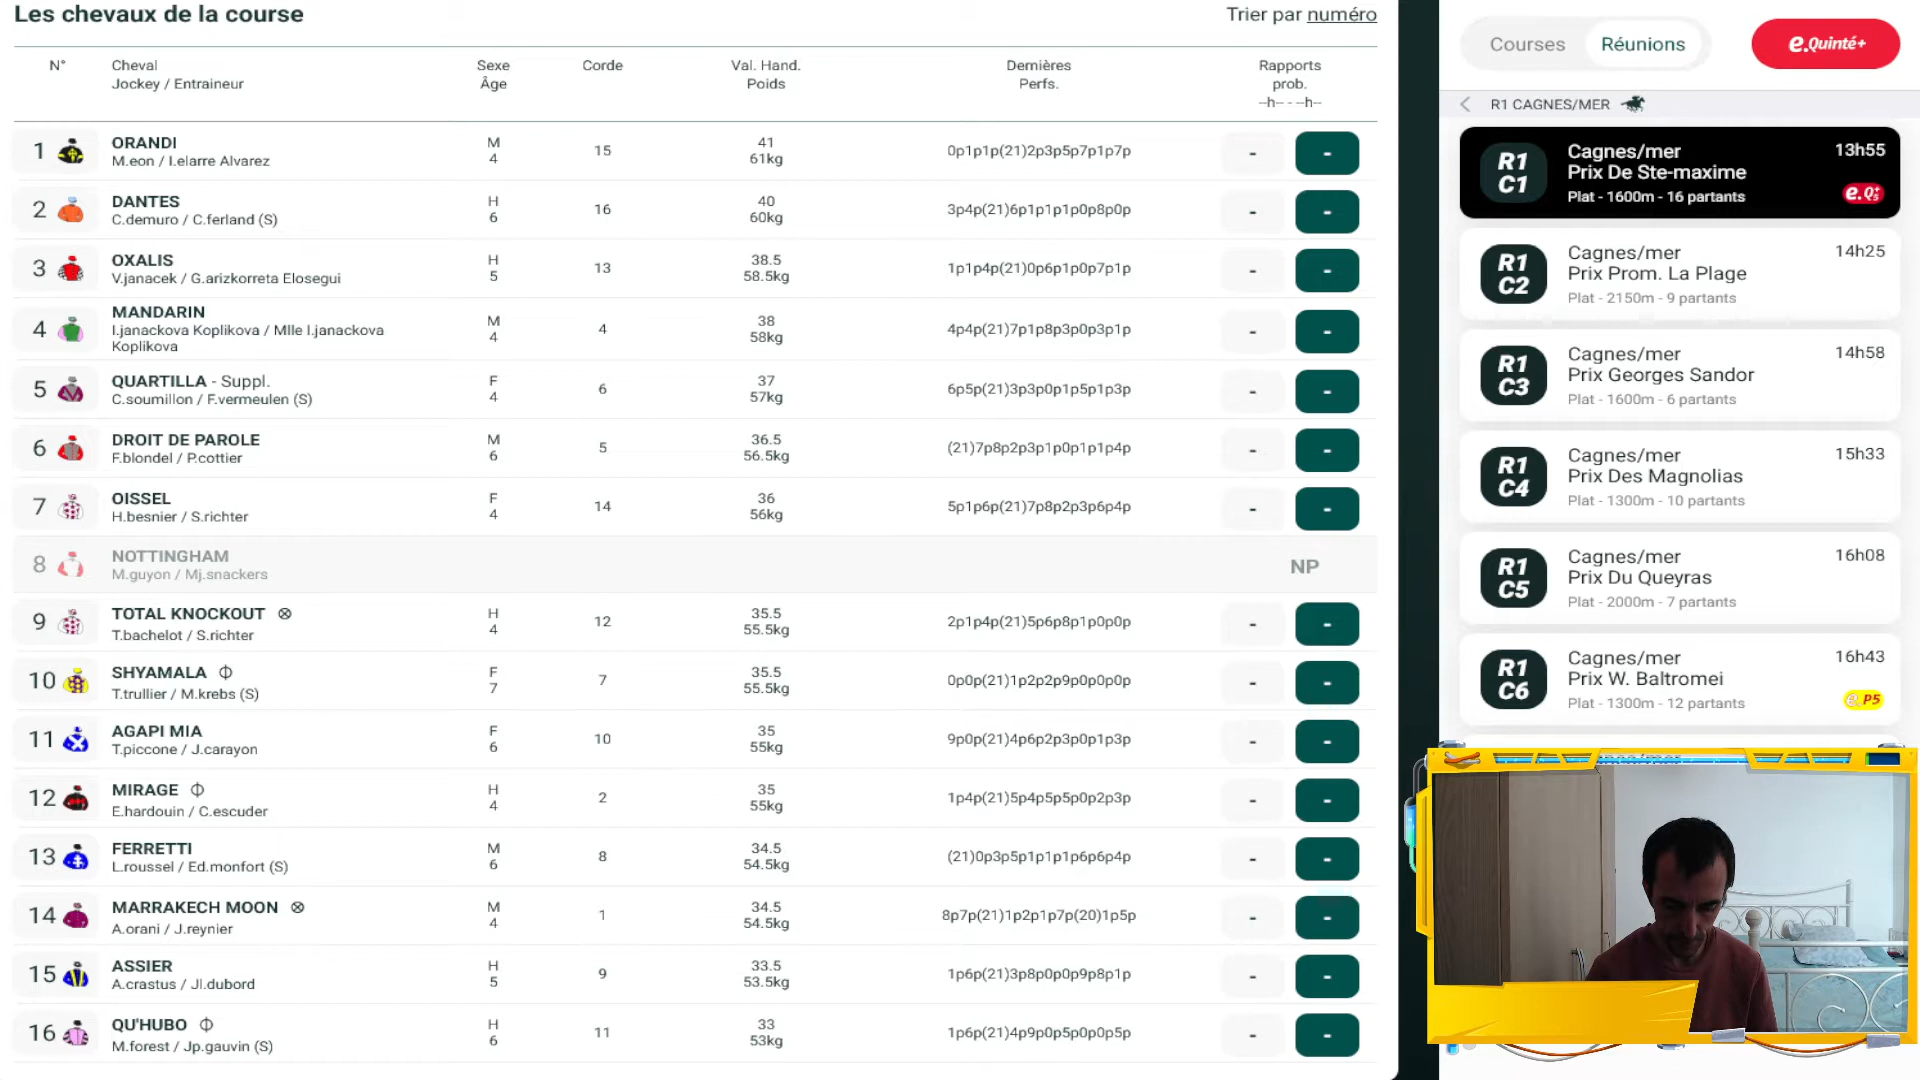 Les chevaux de la course
Trier par numéro
N°
Cheval
Jockey / Entraineur
Sexe
Âge
Corde
Val. Hand.
Poids
Dernières
Perfs.
Rapports
prob.
--h-- - --h--
1
ORANDI
M.eon / I.elarre Alvarez
M
4
15
41
61kg
0p1p1p(21)2p3p5p7p1p7p
-
-
2
DANTES
C.demuro / C.ferland (S)
H
6
16
40
60kg
3p4p(21)6p1p1p1p0p8p0p
-
-
3
OXALIS
V.janacek / G.arizkorreta Elosegui
H
5
13
38.5
58.5kg
1p1p4p(21)0p6p1p0p7p1p
-
-
4
MANDARIN
I.janackova Koplikova / Mlle I.janackova
Koplikova
M
4
4
38
58kg
4p4p(21)7p1p8p3p0p3p1p
-
-
5
QUARTILLA - Suppl.
C.soumillon / F.vermeulen (S)
F
4
6
37
57kg
6p5p(21)3p3p0p1p5p1p3p
-
-
6
DROIT DE PAROLE
F.blondel / P.cottier
M
6
5
36.5
56.5kg
(21)7p8p2p3p1p0p1p1p4p
-
-
7
OISSEL
H.besnier / S.richter
F
4
14
36
56kg
5p1p6p(21)7p8p2p3p6p4p
-
-
8
NOTTINGHAM
M.guyon / Mj.snackers
NP
9
TOTAL KNOCKOUT
T.bachelot / S.richter
H
4
12
35.5
55.5kg
2p1p4p(21)5p6p8p1p0p0p
-
-
10
SHYAMALA
T.trullier / M.krebs (S)
F
7
7
35.5
55.5kg
0p0p(21)1p2p2p9p0p0p0p
-
-
11
AGAPI MIA
T.piccone / J.carayon
F
6
10
35
55kg
9p0p(21)4p6p2p3p0p1p3p
-
-
12
MIRAGE
E.hardouin / C.escuder
H
4
2
35
55kg
1p4p(21)5p4p5p5p0p2p3p
-
-
13
FERRETTI
L.roussel / Ed.monfort (S)
M
6
8
34.5
54.5kg
(21)0p3p5p1p1p1p6p6p4p
-
-
14
MARRAKECH MOON
A.orani / J.reynier
M
4
1
34.5
54.5kg
8p7p(21)1p2p1p7p(20)1p5p
-
-
15
ASSIER
A.crastus / Jl.dubord
H
5
9
33.5
53.5kg
1p6p(21)3p8p0p0p9p8p1p
-
-
16
QU'HUBO
M.forest / Jp.gauvin (S)
H
6
11
33
53kg
1p6p(21)4p9p0p5p0p0p5p
-
-
Courses
Réunions
e.Quinté+
R1 CAGNES/MER
R1
C1
Cagnes/mer
Prix De Ste-maxime
Plat - 1600m - 16 partants
13h55
e.Q+5
R1
C2
Cagnes/mer
Prix Prom. La Plage
Plat - 2150m - 9 partants
14h25
R1
C3
Cagnes/mer
Prix Georges Sandor
Plat - 1600m - 6 partants
14h58
R1
C4
Cagnes/mer
Prix Des Magnolias
Plat - 1300m - 10 partants
15h33
R1
C5
Cagnes/mer
Prix Du Queyras
Plat - 2000m - 7 partants
16h08
R1
C6
Cagnes/mer
Prix W. Baltromei
Plat - 1300m - 12 partants
16h43
e P5